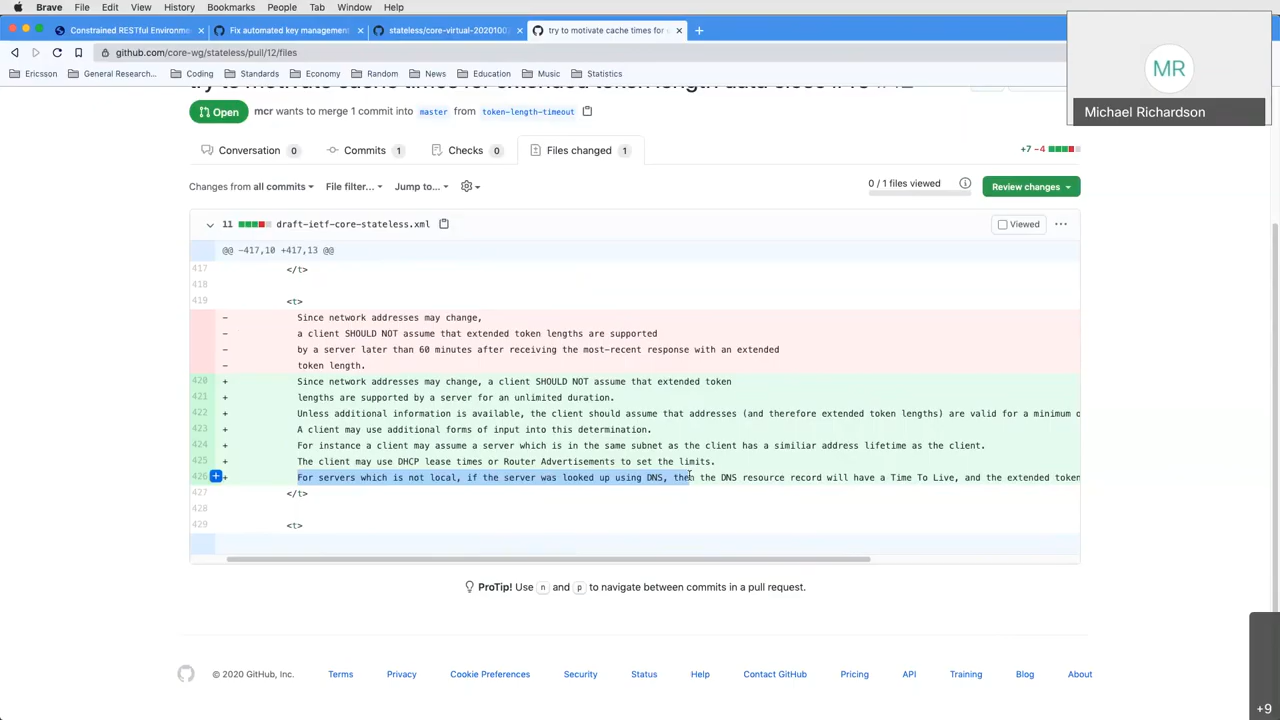 Brave File Edit View History Bookmarks People Tab Window Help
Constrained RESTful Environme × Fix automated key management × stateless/core-virtual-2020100 × try to motivate cache times for × +
github.com/core-wg/stateless/pull/12/files
Ericsson General Research... Coding Standards Economy Random News Education Music Statistics
MR
Michael Richardson
Open mcr wants to merge 1 commit into master from token-length-timeout
Conversation 0 Commits 1 Checks 0 Files changed 1 +7 −4
Changes from all commits File filter... Jump to... 0 / 1 files viewed Review changes
11 draft-ietf-core-stateless.xml Viewed ...
@@ -417,10 +417,13 @@
417 </t>
418
419 <t>
- Since network addresses may change,
- a client SHOULD NOT assume that extended token lengths are supported
- by a server later than 60 minutes after receiving the most-recent response with an extended
- token length.
420 + Since network addresses may change, a client SHOULD NOT assume that extended token
421 + lengths are supported by a server for an unlimited duration.
422 + Unless additional information is available, the client should assume that addresses (and therefore extended token lengths) are valid for a minimum o
423 + A client may use additional forms of input into this determination.
424 + For instance a client may assume a server which is in the same subnet as the client has a similiar address lifetime as the client.
425 + The client may use DHCP lease times or Router Advertisements to set the limits.
426 + For servers which is not local, if the server was looked up using DNS, then the DNS resource record will have a Time To Live, and the extended token
427 </t>
428
429 <t>
ProTip! Use n and p to navigate between commits in a pull request.
© 2020 GitHub, Inc. Terms Privacy Cookie Preferences Security Status Help Contact GitHub Pricing API Training Blog About
+9